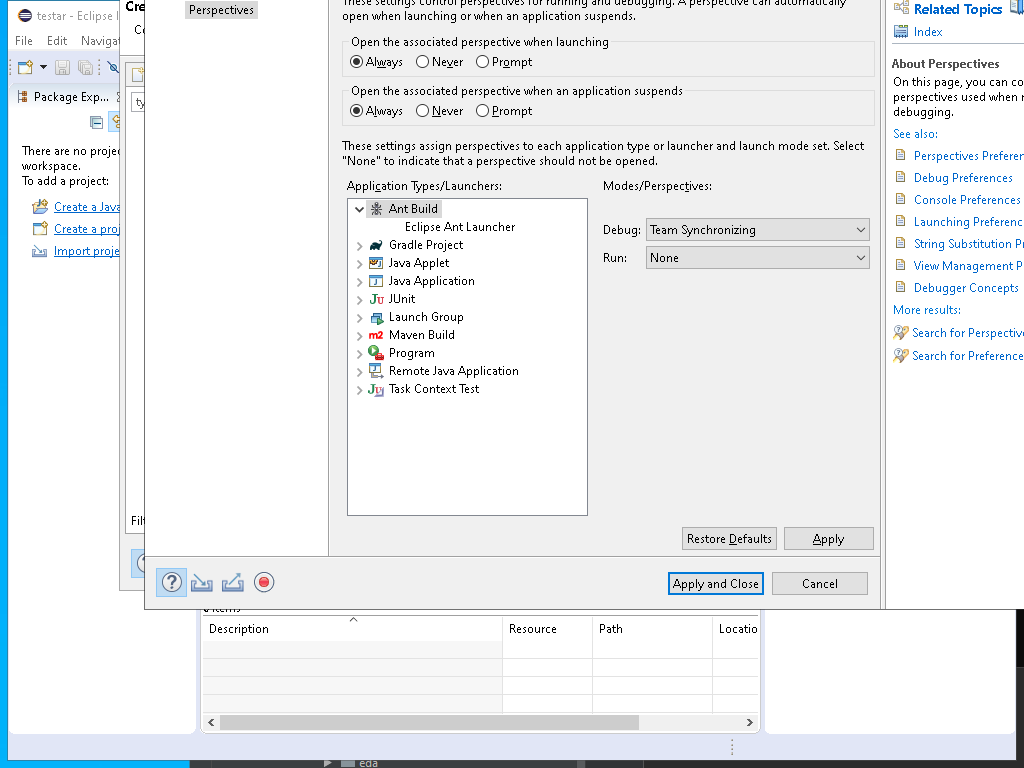 testar - Eclipse I
File Edit Navigat
Package Exp...
There are no proje
workspace.
To add a project:
Create a Java
Create a proj
Import proje
Cre
ty
Filt
Perspectives
These settings control perspectives for running and debugging. A perspective can automatically
open when launching or when an application suspends.
Open the associated perspective when launching
Always Never Prompt
Open the associated perspective when an application suspends
Always Never Prompt
These settings assign perspectives to each application type or launcher and launch mode set. Select
"None" to indicate that a perspective should not be opened.
Application Types/Launchers:
Ant Build
Eclipse Ant Launcher
Gradle Project
Java Applet
Java Application
JUnit
Launch Group
m2 Maven Build
Program
Remote Java Application
Task Context Test
Modes/Perspectives:
Debug: Team Synchronizing
Run: None
Restore Defaults Apply
Apply and Close Cancel
Related Topics
Index
About Perspectives
On this page, you can co
perspectives used when r
debugging.
See also:
Perspectives Preferen
Debug Preferences
Console Preferences
Launching Preferenc
String Substitution Pr
View Management P
Debugger Concepts
More results:
Search for Perspective
Search for Preference
0 items
Description Resource Path Locatio
eda